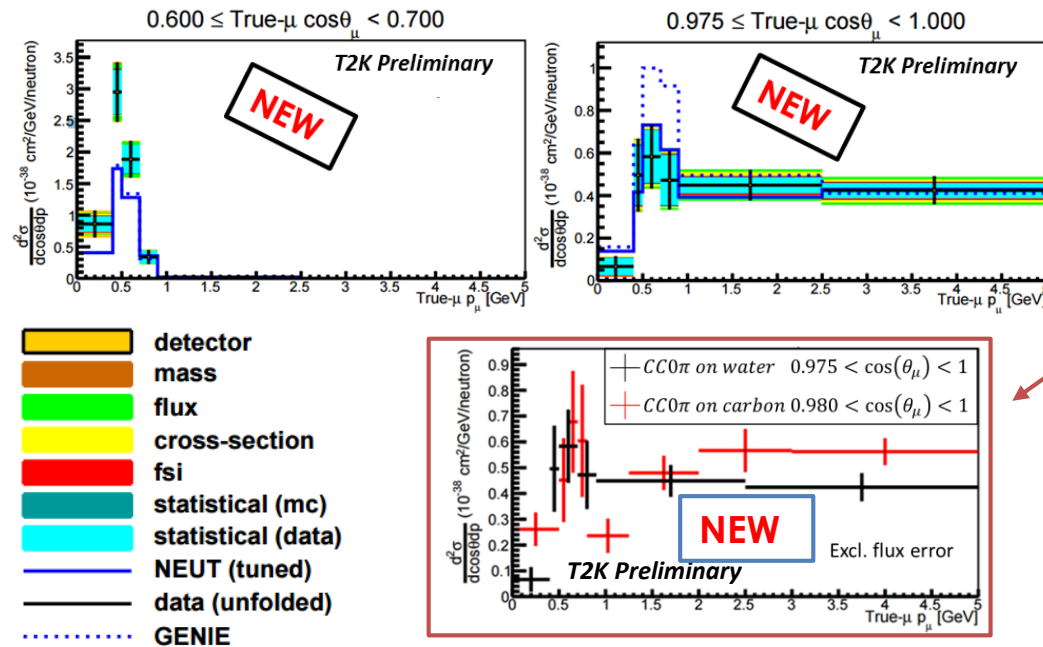 0.600 ≤ True-μ cosθμ < 0.700
d²σ/dcosθdp (10⁻³⁸ cm²/GeV/neutron)
3.5
3
2.5
2
1.5
1
0.5
0
T2K Preliminary
NEW
0 0.5 1 1.5 2 2.5 3 3.5 4 4.5 5
True-μ pμ [GeV]
0.975 ≤ True-μ cosθμ < 1.000
d²σ/dcosθdp (10⁻³⁸ cm²/GeV/neutron)
1
0.8
0.6
0.4
0.2
0
T2K Preliminary
NEW
0 0.5 1 1.5 2 2.5 3 3.5 4 4.5 5
True-μ pμ [GeV]
detector
mass
flux
cross-section
fsi
statistical (mc)
statistical (data)
NEUT (tuned)
data (unfolded)
GENIE
d²σ/dcosθdp (10⁻³⁸ cm²/GeV/neutron)
0.9
0.8
0.7
0.6
0.5
0.4
0.3
0.2
0.1
0
CC0π on water 0.975 < cos(θμ) < 1
CC0π on carbon 0.980 < cos(θμ) < 1
NEW
Excl. flux error
T2K Preliminary
0 0.5 1 1.5 2 2.5 3 3.5 4 4.5 5
True-μ pμ [GeV]